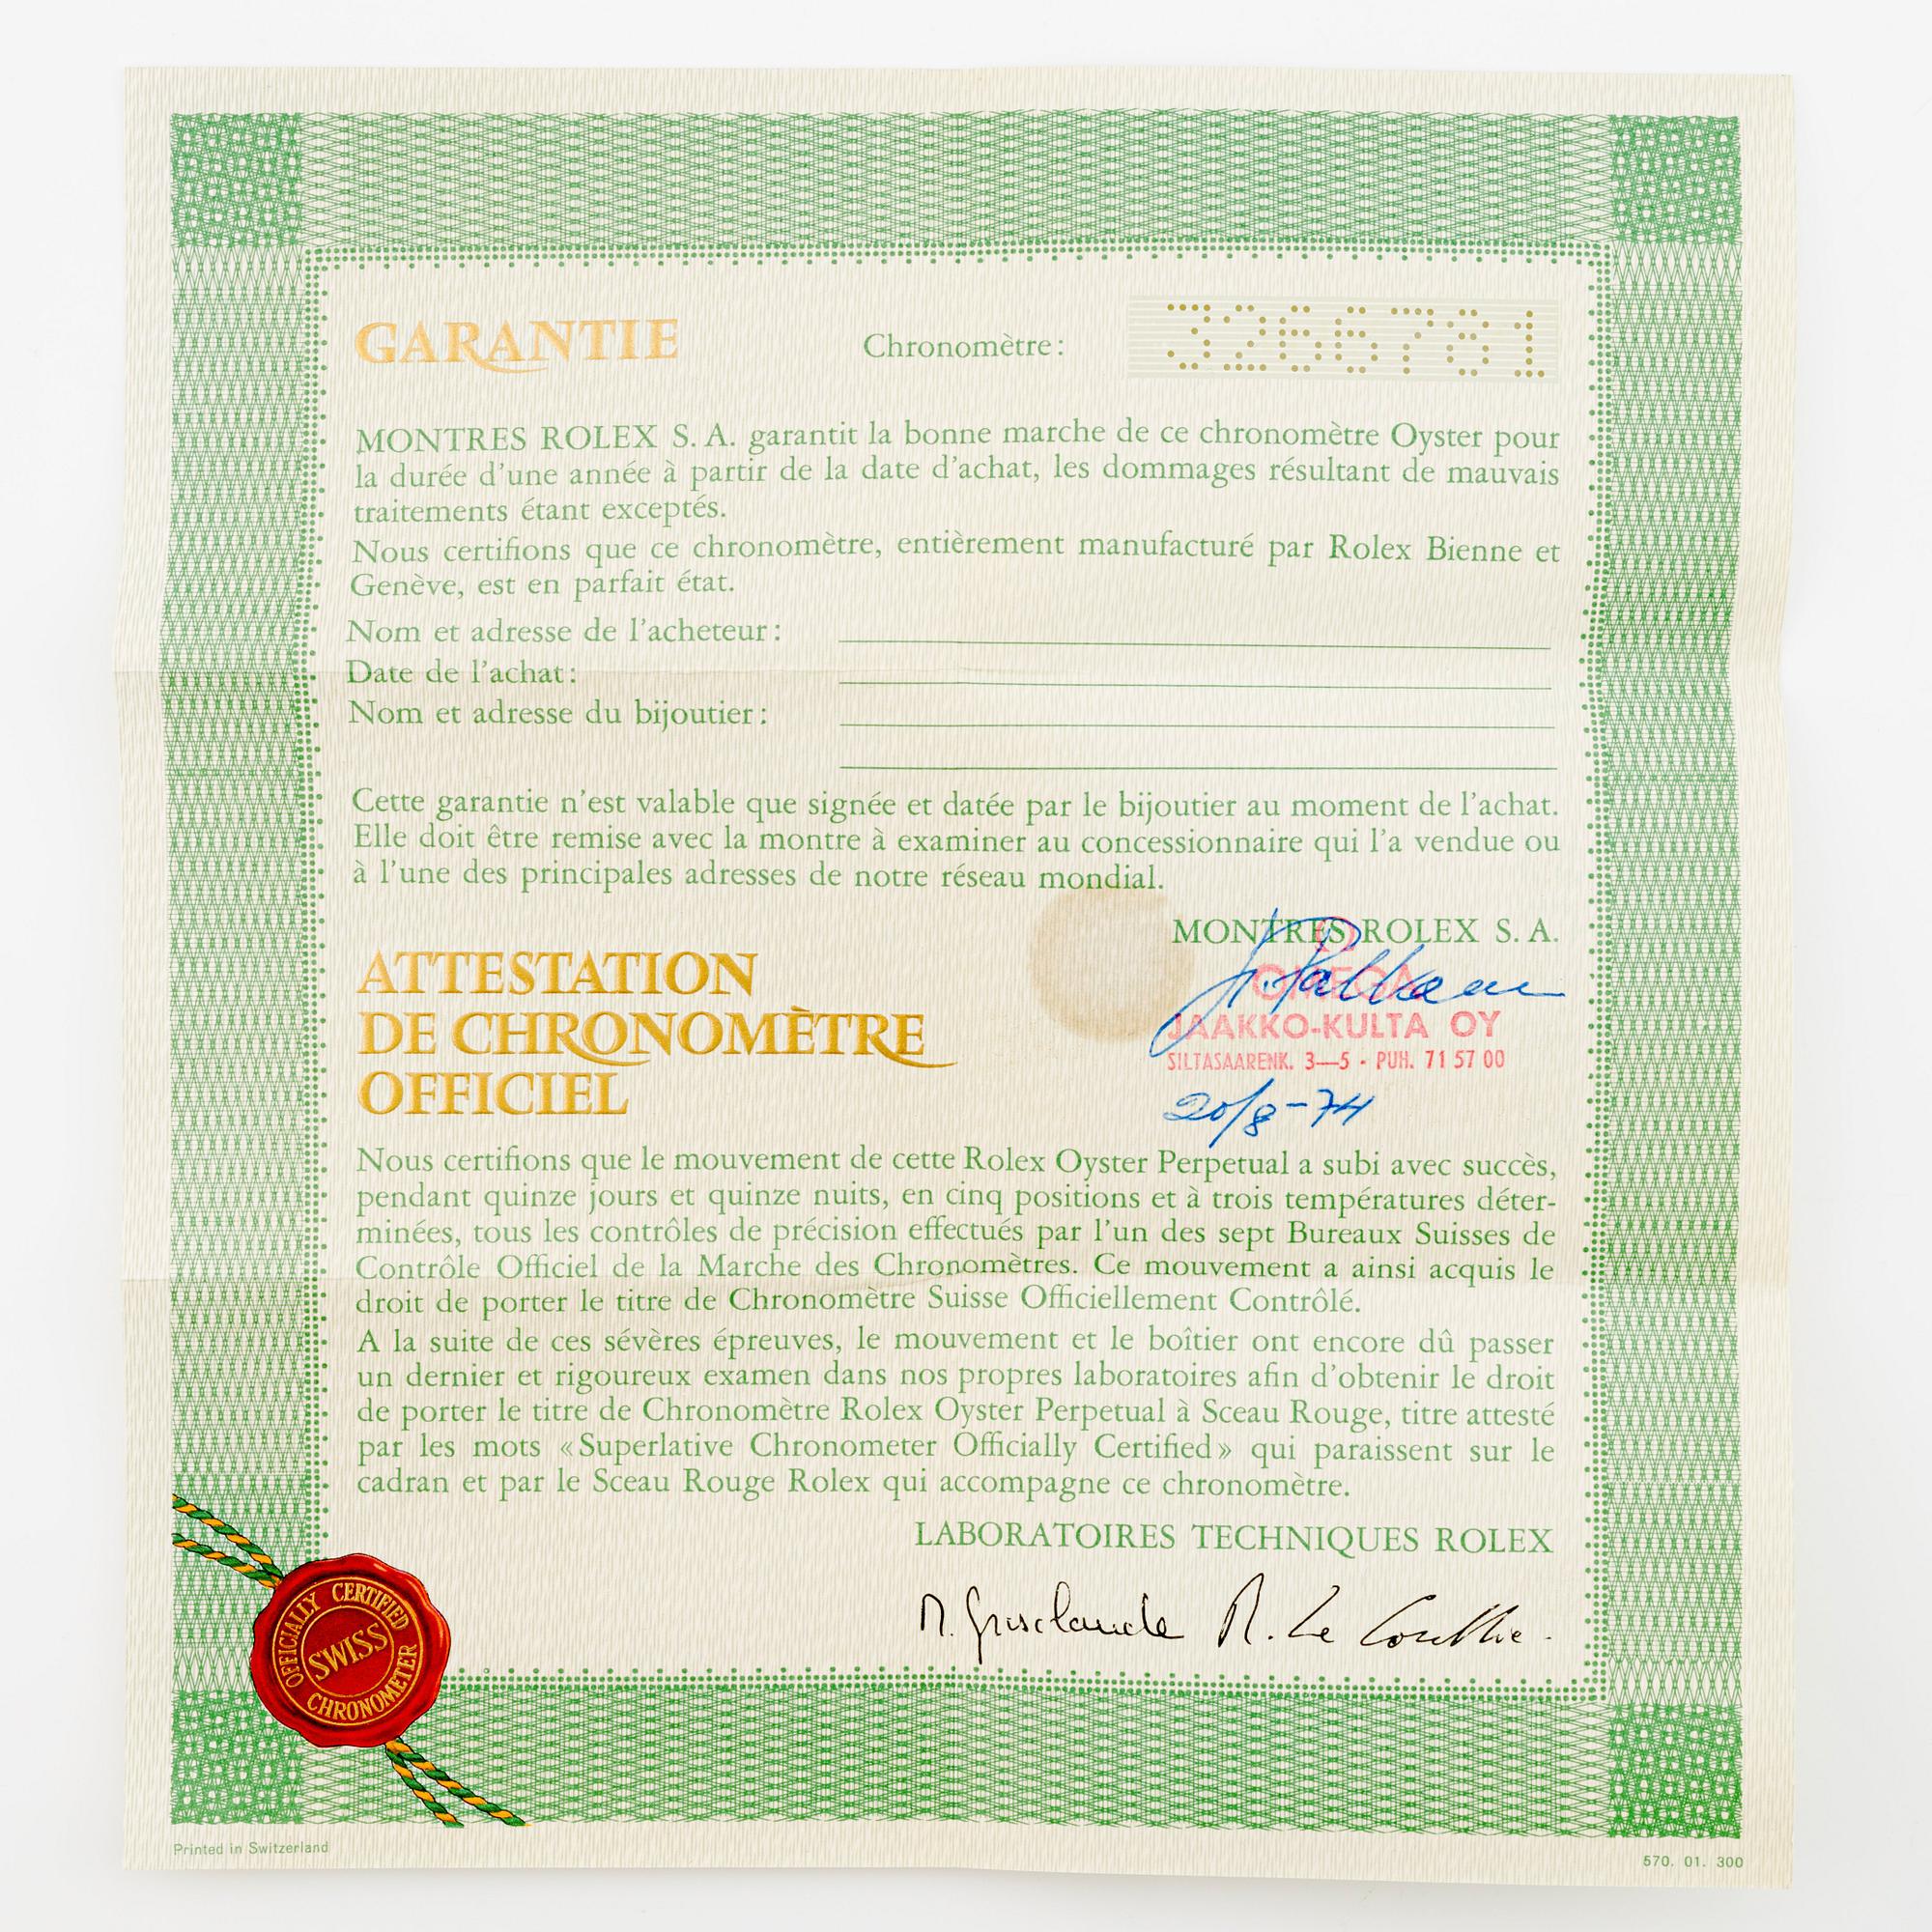 GARANTIE
Chronomètre: 3266781
MONTRES ROLEX S. A. garantit la bonne marche de ce chronomètre Oyster pour
la durée d'une année à partir de la date d'achat, les dommages résultant de mauvais
traitements étant exceptés.
Nous certifions que ce chronomètre, entièrement manufacturé par Rolex Bienne et
Genève, est en parfait état.
Nom et adresse de l'acheteur:
Date de l'achat:
Nom et adresse du bijoutier:
Cette garantie n'est valable que signée et datée par le bijoutier au moment de l'achat.
Elle doit être remise avec la montre à examiner au concessionnaire qui l'a vendue ou
à l'une des principales adresses de notre réseau mondial.
MONTRES ROLEX S. A.
OMEGA
JAAKKO-KULTA OY
SILTASAARENK. 3—5 - PUH. 71 57 00
20/8-74
ATTESTATION
DE CHRONOMÈTRE
OFFICIEL
Nous certifions que le mouvement de cette Rolex Oyster Perpetual a subi avec succès,
pendant quinze jours et quinze nuits, en cinq positions et à trois températures déter-
minées, tous les contrôles de précision effectués par l'un des sept Bureaux Suisses de
Contrôle Officiel de la Marche des Chronomètres. Ce mouvement a ainsi acquis le
droit de porter le titre de Chronomètre Suisse Officiellement Contrôlé.
A la suite de ces sévères épreuves, le mouvement et le boîtier ont encore dû passer
un dernier et rigoureux examen dans nos propres laboratoires afin d'obtenir le droit
de porter le titre de Chronomètre Rolex Oyster Perpetual à Sceau Rouge, titre attesté
par les mots «Superlative Chronometer Officially Certified» qui paraissent sur le
cadran et par le Sceau Rouge Rolex qui accompagne ce chronomètre.
LABORATOIRES TECHNIQUES ROLEX
R. Le Coultre.
OFFICIALLY CERTIFIED
SWISS
CHRONOMETER
Printed in Switzerland
570. 01. 300